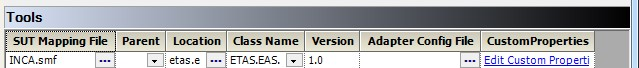 Tools
SUT Mapping File Parent Location Class Name Version Adapter Config File CustomProperties
INCA.smf ... etas.e ... ETAS.EAS. 1.0 ... Edit Custom Properti